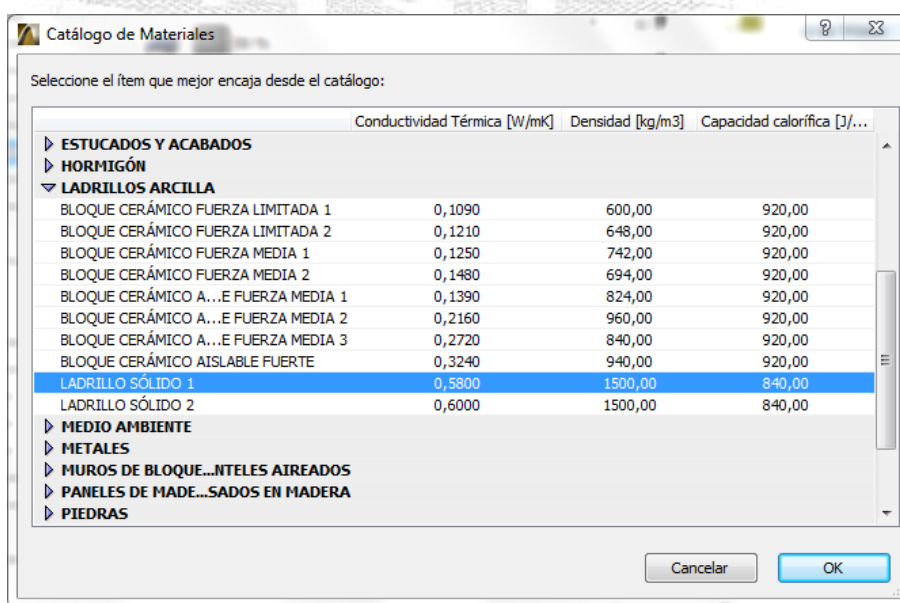 Catálogo de Materiales
Seleccione el ítem que mejor encaja desde el catálogo:
Conductividad Térmica [W/mK] Densidad [kg/m3] Capacidad calorífica [J/...
ESTUCADOS Y ACABADOS
HORMIGÓN
LADRILLOS ARCILLA
BLOQUE CERÁMICO FUERZA LIMITADA 1 0,1090 600,00 920,00
BLOQUE CERÁMICO FUERZA LIMITADA 2 0,1210 648,00 920,00
BLOQUE CERÁMICO FUERZA MEDIA 1 0,1250 742,00 920,00
BLOQUE CERÁMICO FUERZA MEDIA 2 0,1480 694,00 920,00
BLOQUE CERÁMICO A...E FUERZA MEDIA 1 0,1390 824,00 920,00
BLOQUE CERÁMICO A...E FUERZA MEDIA 2 0,2160 960,00 920,00
BLOQUE CERÁMICO A...E FUERZA MEDIA 3 0,2720 840,00 920,00
BLOQUE CERÁMICO AISLABLE FUERTE 0,3240 940,00 920,00
LADRILLO SÓLIDO 1 0,5800 1500,00 840,00
LADRILLO SÓLIDO 2 0,6000 1500,00 840,00
MEDIO AMBIENTE
METALES
MUROS DE BLOQUE...NTELES AIREADOS
PANELES DE MADE...SADOS EN MADERA
PIEDRAS
Cancelar OK